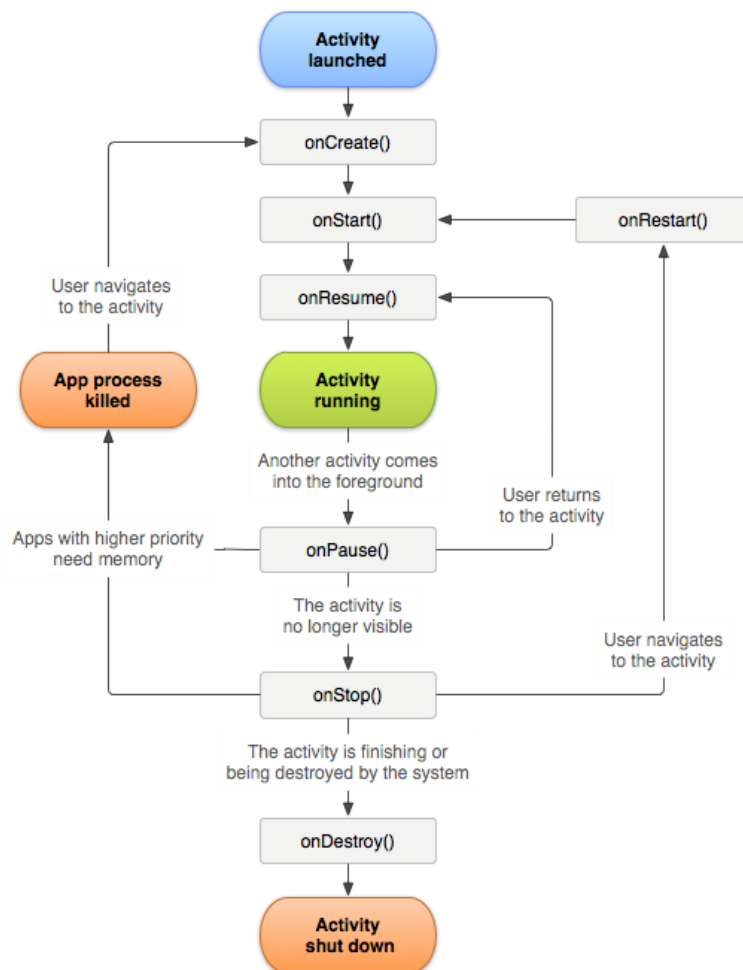 Activity
launched
onCreate()
onStart()
onRestart()
User navigates
to the activity
onResume()
App process
killed
Activity
running
Another activity comes
into the foreground
User returns
to the activity
Apps with higher priority
need memory
onPause()
The activity is
no longer visible
User navigates
to the activity
onStop()
The activity is finishing or
being destroyed by the system
onDestroy()
Activity
shut down